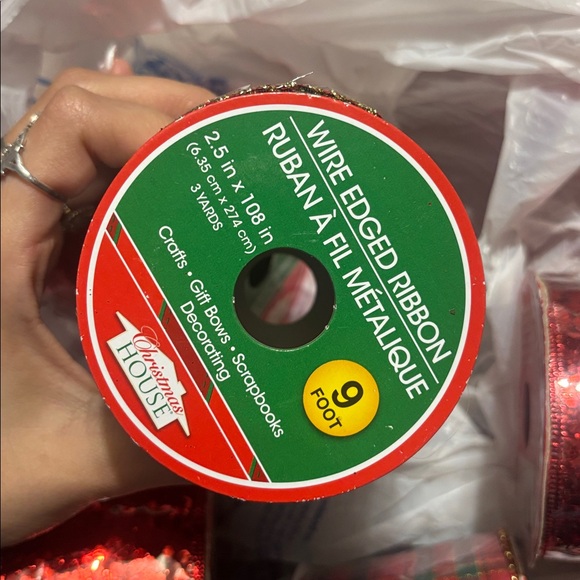 WIRE EDGED RIBBON
RUBAN À FIL MÉTALIQUE
2.5 in x 108 in
(6.35 cm x 274 cm)
3 YARDS
Crafts • Gift Bows • Scrapbooks
Decorating
9
FOOT
Christmas
HOUSE